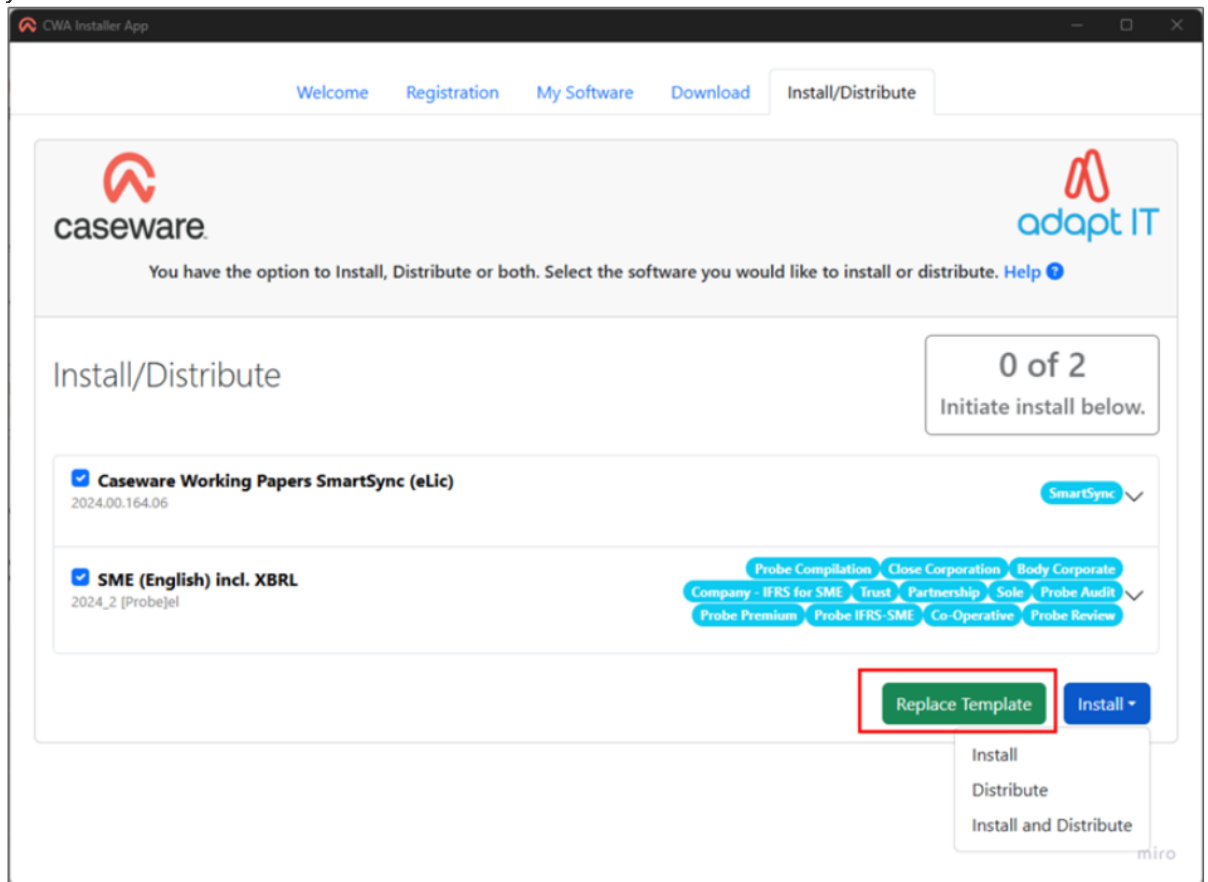 CWA Installer App
Welcome Registration My Software Download Install/Distribute
caseware.
adapt IT
You have the option to Install, Distribute or both. Select the software you would like to install or distribute. Help ?
Install/Distribute
0 of 2
Initiate install below.
Caseware Working Papers SmartSync (eLic)
2024.00.164.06
SmartSync
SME (English) incl. XBRL
2024_2 [Probe]el
Probe Compilation Close Corporation Body Corporate
Company - IFRS for SME Trust Partnership Sole Probe Audit
Probe Premium Probe IFRS-SME Co-Operative Probe Review
Replace Template Install
Install
Distribute
Install and Distribute
miro